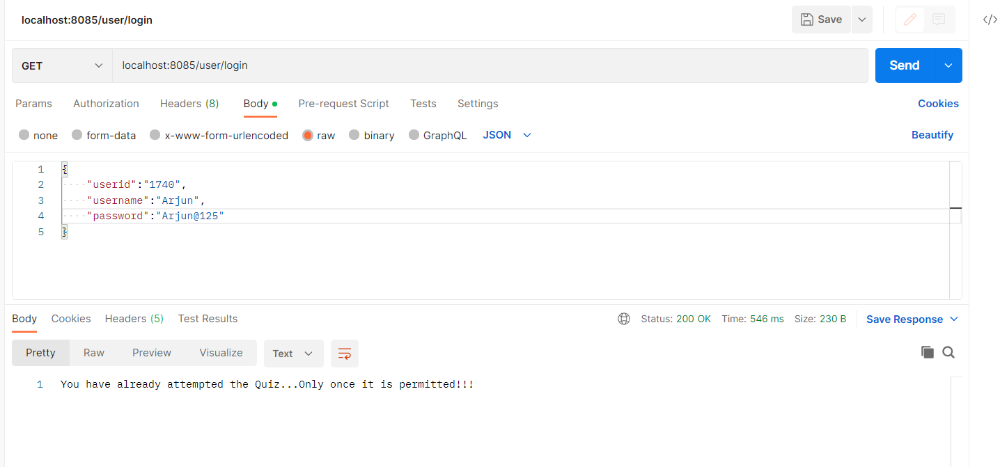 localhost:8085/user/login
Save
</>
GET localhost:8085/user/login Send
Params Authorization Headers (8) Body Pre-request Script Tests Settings Cookies
none form-data x-www-form-urlencoded raw binary GraphQL JSON Beautify
1 {
2 ····"userid":"1740",
3 ····"username":"Arjun",
4 ····"password":"Arjun@125"
5 }
Body Cookies Headers (5) Test Results Status: 200 OK Time: 546 ms Size: 230 B Save Response
Pretty Raw Preview Visualize Text
1 You have already attempted the Quiz...Only once it is permitted!!!